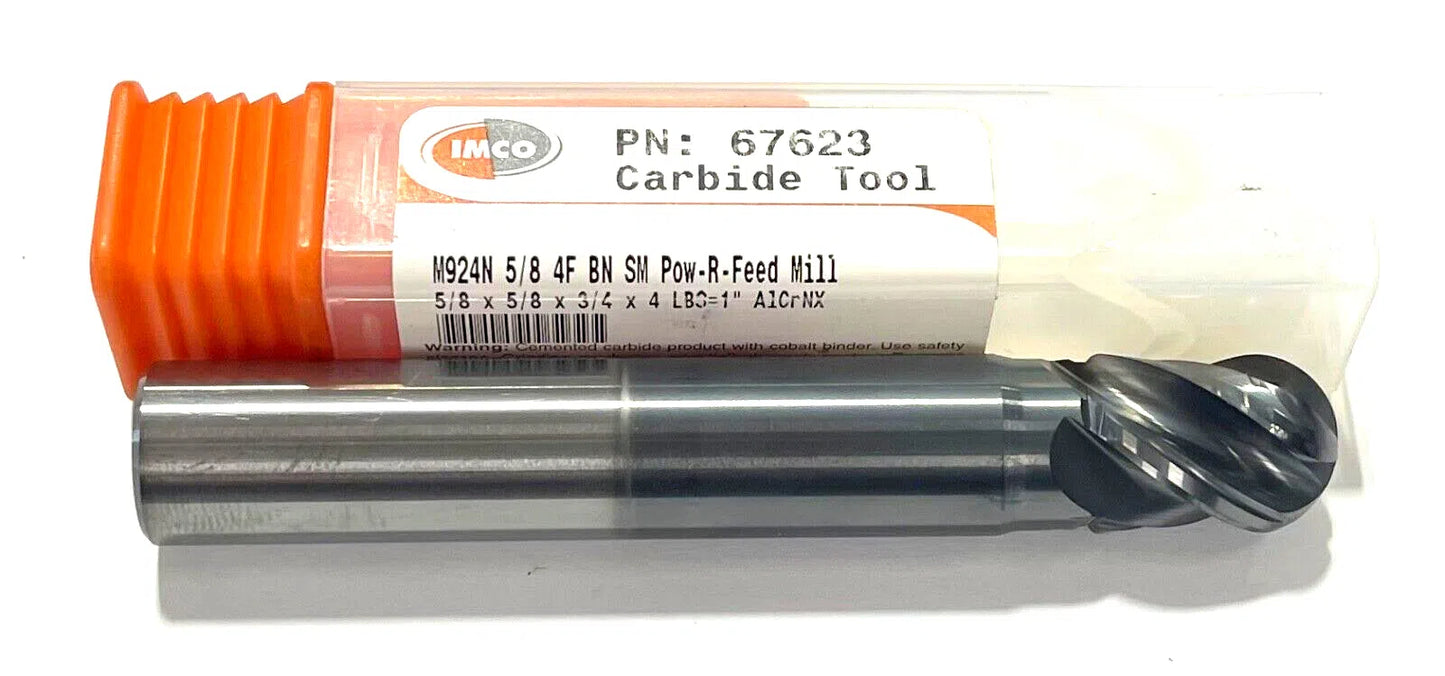 IMCO
PN: 67623
Carbide Tool
M924N 5/8 4F BN SM Pow-R-Feed Mill
5/8 x 5/8 x 3/4 x 4 LBS=1" AlCrNX
Warning: Cemented carbide product with cobalt binder. Use safety